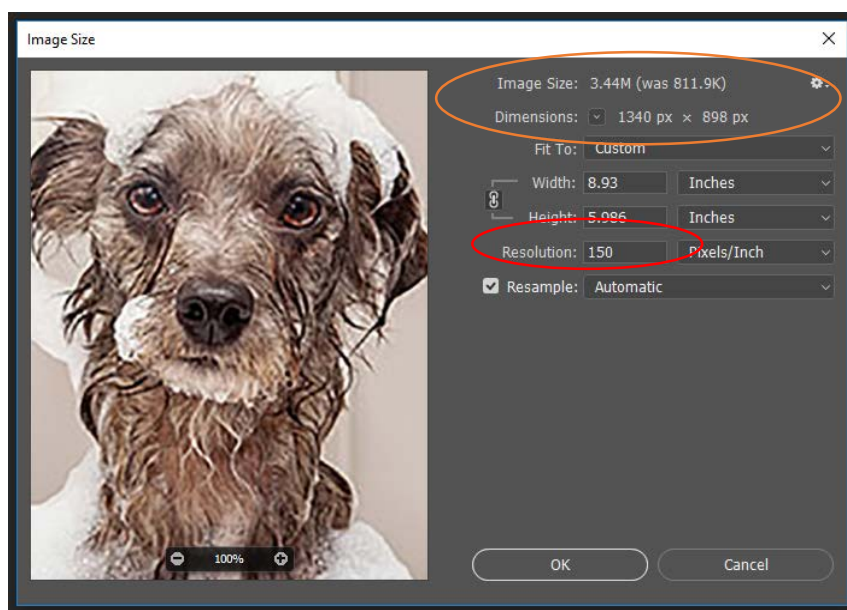 Image Size
Image Size: 3.44M (was 811.9K)
Dimensions: 1340 px × 898 px
Fit To: Custom
Width: 8.93 Inches
Height: 5.986 Inches
Resolution: 150 Pixels/Inch
Resample: Automatic
100%
OK Cancel